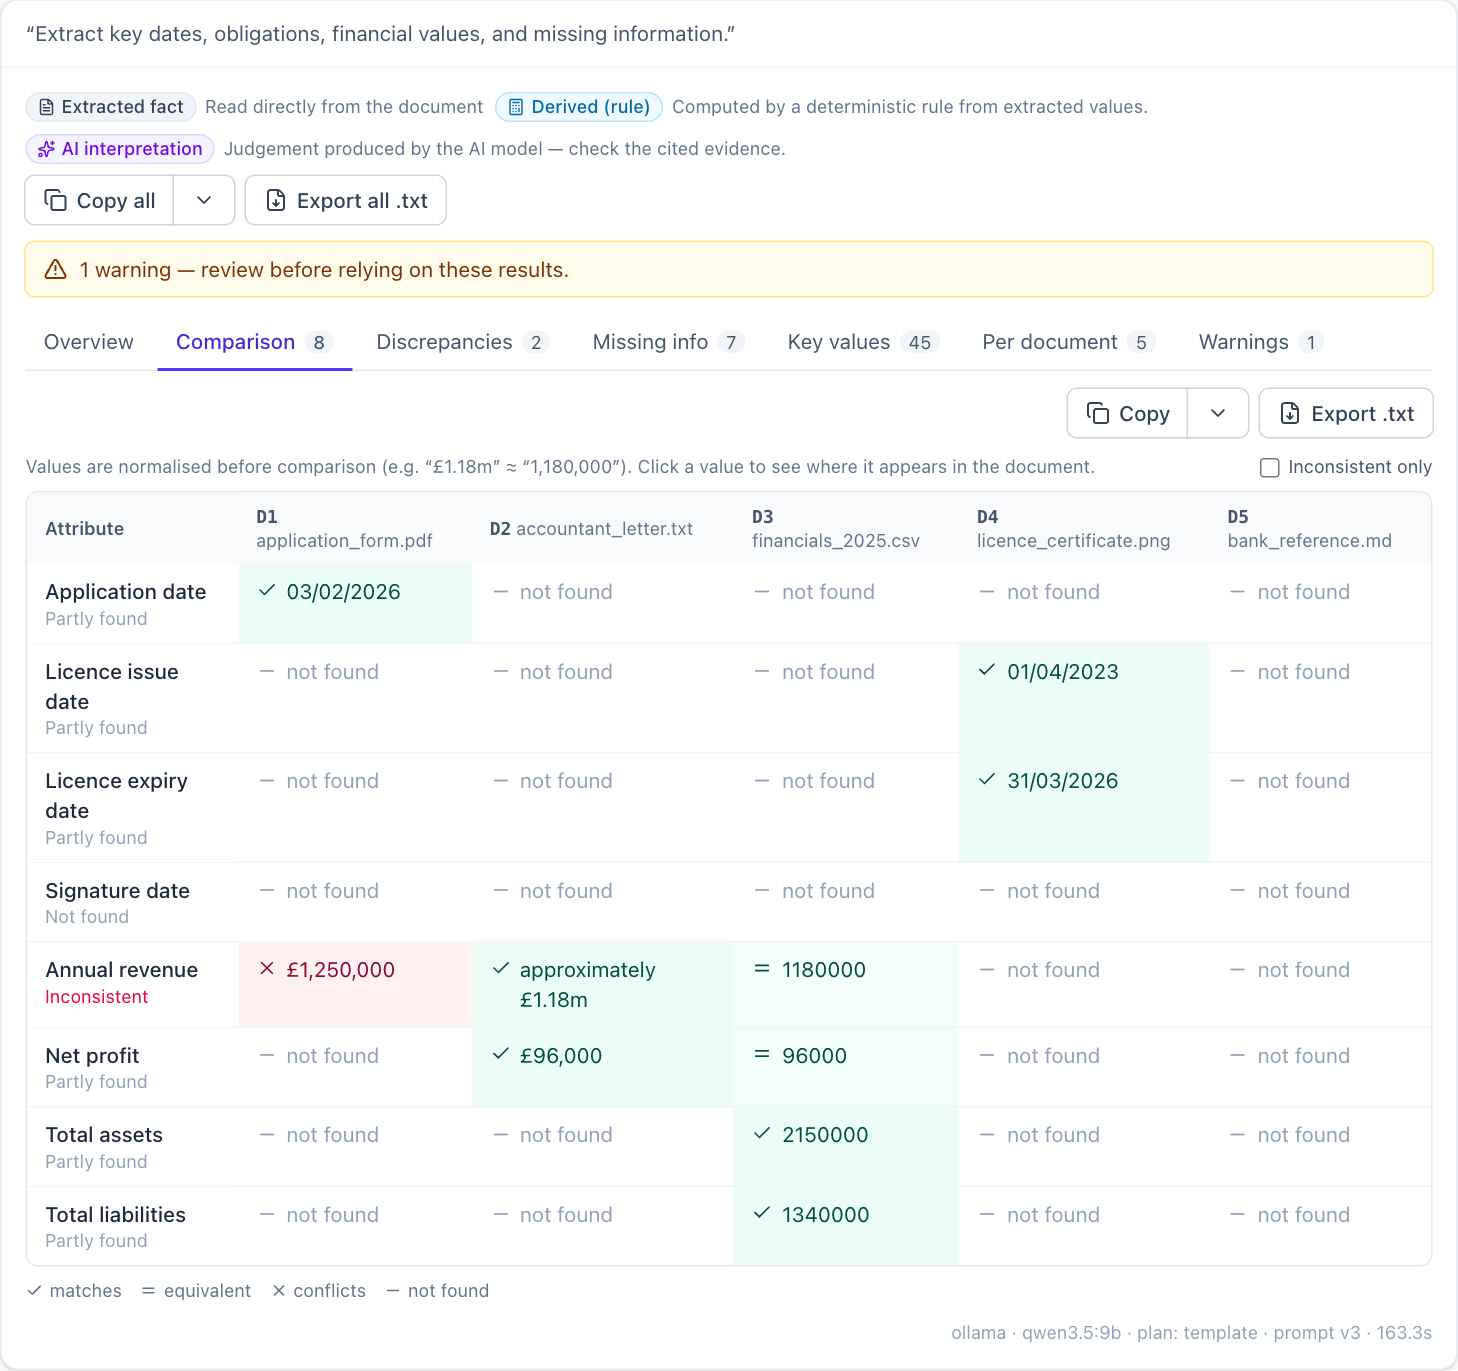 “Extract key dates, obligations, financial values, and missing information.”
Extracted fact Read directly from the document Derived (rule) Computed by a deterministic rule from extracted values.
AI interpretation Judgement produced by the AI model — check the cited evidence.
Copy all Export all .txt
1 warning — review before relying on these results.
Overview Comparison 8 Discrepancies 2 Missing info 7 Key values 45 Per document 5 Warnings 1
Copy Export .txt
Values are normalised before comparison (e.g. “£1.18m” ≈ “1,180,000”). Click a value to see where it appears in the document. Inconsistent only
Attribute D1 application_form.pdf D2 accountant_letter.txt D3 financials_2025.csv D4 licence_certificate.png D5 bank_reference.md
Application date ✓ 03/02/2026 — not found — not found — not found — not found
Partly found
Licence issue date — not found — not found — not found ✓ 01/04/2023 — not found
Partly found
Licence expiry date — not found — not found — not found ✓ 31/03/2026 — not found
Partly found
Signature date — not found — not found — not found — not found — not found
Not found
Annual revenue × £1,250,000 ✓ approximately £1.18m = 1180000 — not found — not found
Inconsistent
Net profit — not found ✓ £96,000 = 96000 — not found — not found
Partly found
Total assets — not found — not found ✓ 2150000 — not found — not found
Partly found
Total liabilities — not found — not found ✓ 1340000 — not found — not found
Partly found
✓ matches = equivalent × conflicts — not found
ollama · qwen3.5:9b · plan: template · prompt v3 · 163.3s